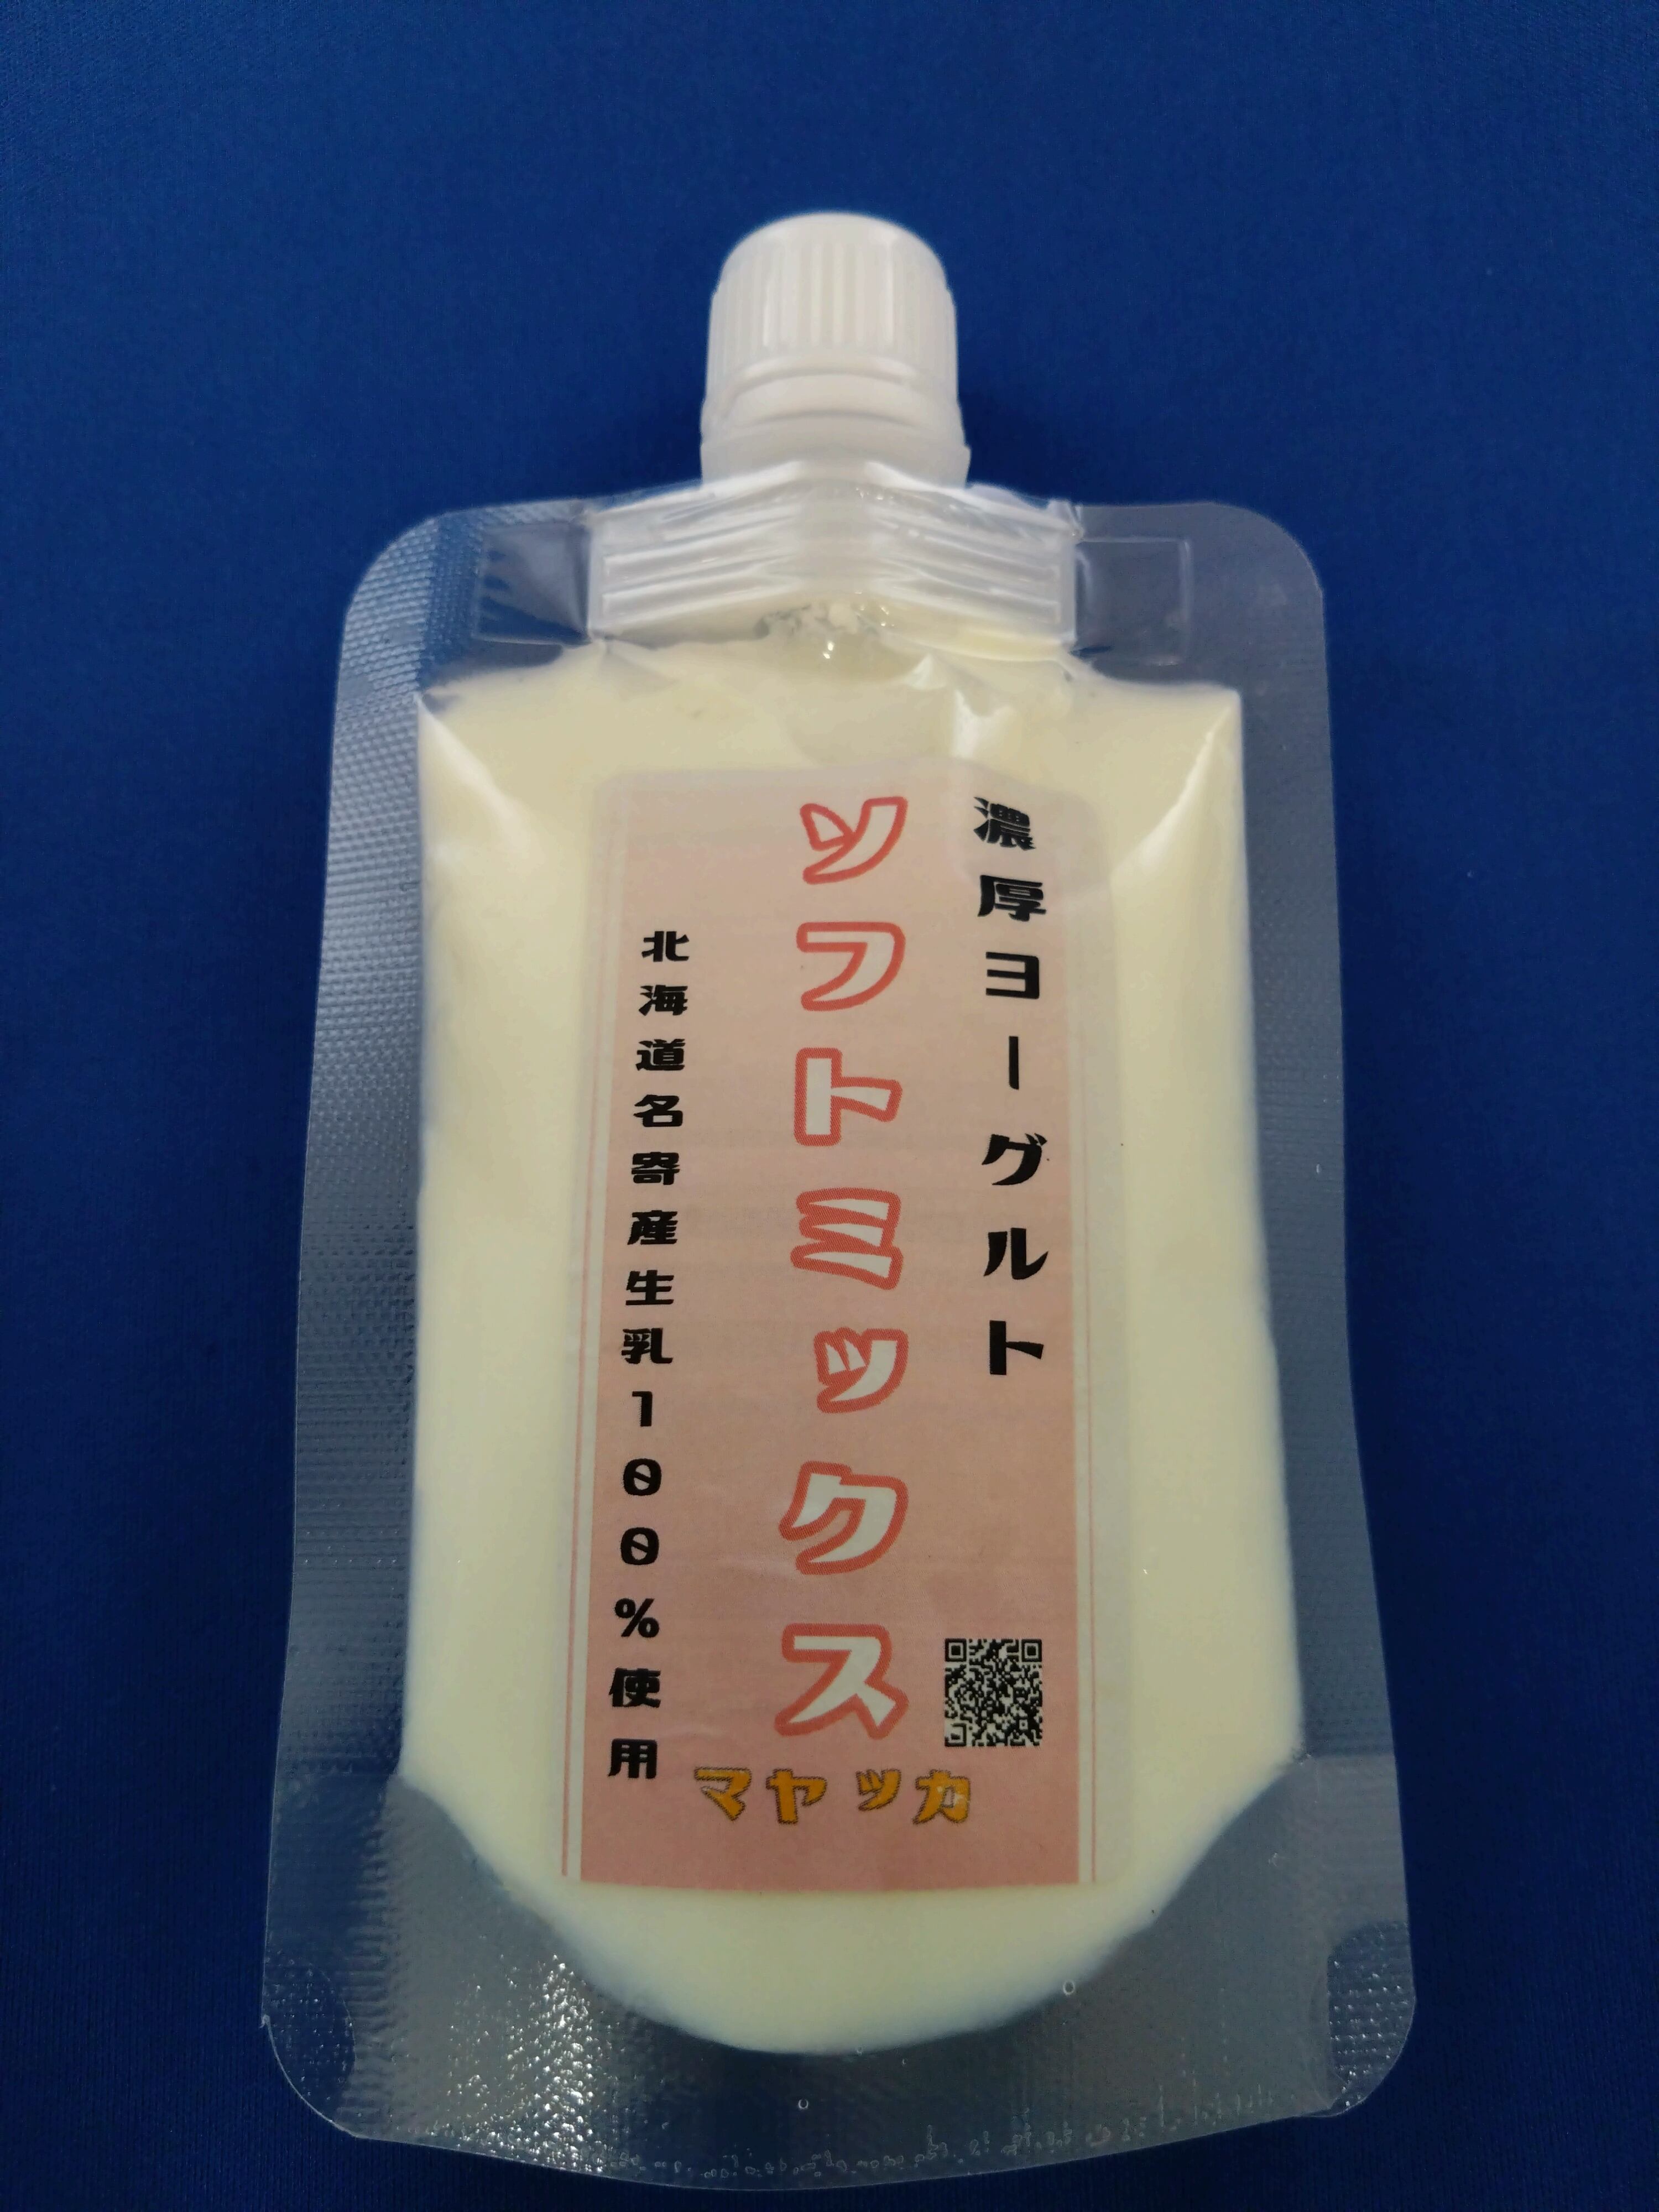 濃厚ヨーグルト
ソフトミックス
北海道名寄産生乳100%使用
マヤッカ